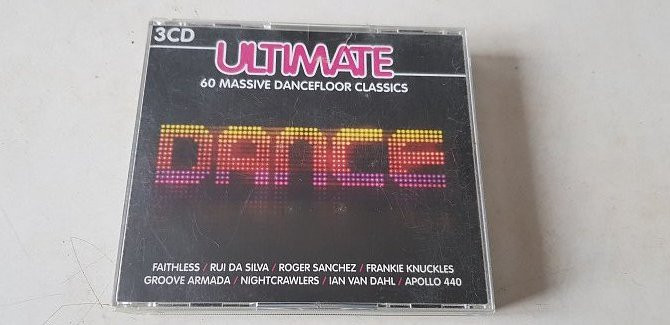 3CD
ULTIMATE
60 MASSIVE DANCEFLOOR CLASSICS
DANCE
FAITHLESS / RUI DA SILVA / ROGER SANCHEZ / FRANKIE KNUCKLES
GROOVE ARMADA / NIGHTCRAWLERS / IAN VAN DAHL / APOLLO 440